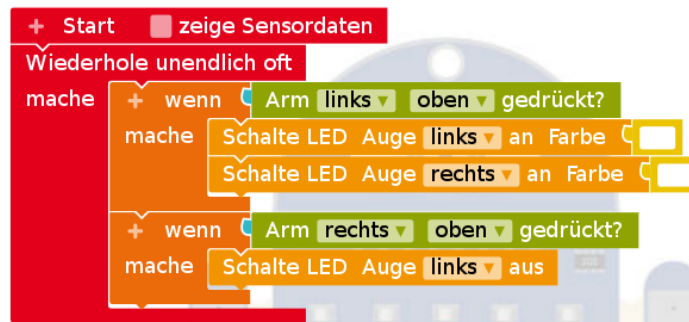 + Start zeige Sensordaten
Wiederhole unendlich oft
mache + wenn Arm links ▾ oben ▾ gedrückt?
mache Schalte LED Auge links ▾ an Farbe
Schalte LED Auge rechts ▾ an Farbe
+ wenn Arm rechts ▾ oben ▾ gedrückt?
mache Schalte LED Auge links ▾ aus